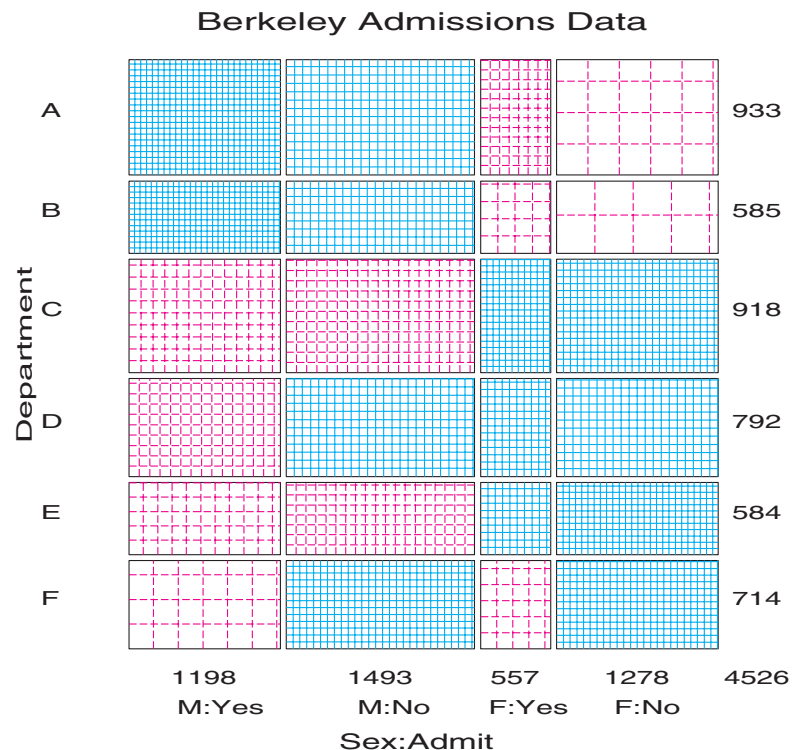 Berkeley Admissions Data
A 933
B 585
C 918
D 792
E 584
F 714
Department
1198 1493 557 1278 4526
M:Yes M:No F:Yes F:No
Sex:Admit